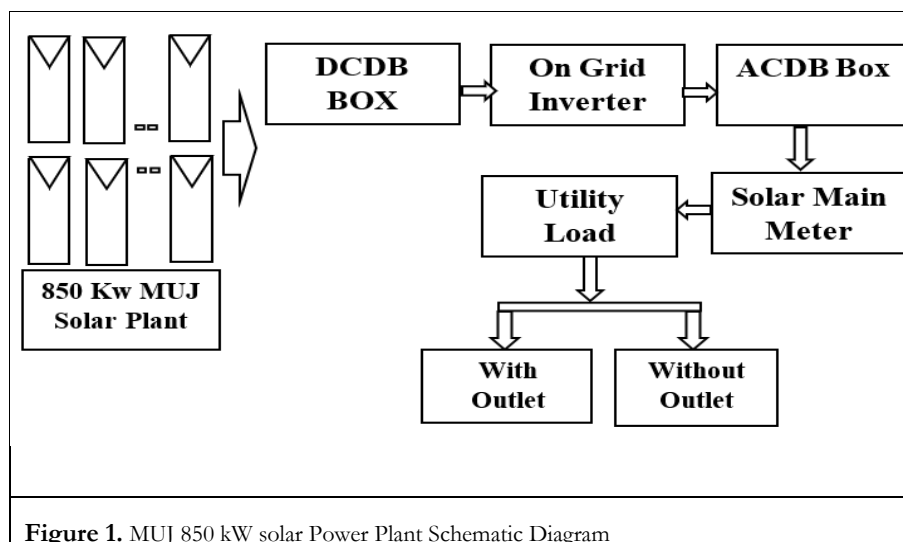 DCDB
BOX
On Grid
Inverter
ACDB Box
850 Kw MUJ
Solar Plant
Utility
Load
Solar Main
Meter
With
Outlet
Without
Outlet
Figure 1. MUJ 850 kW solar Power Plant Schematic Diagram